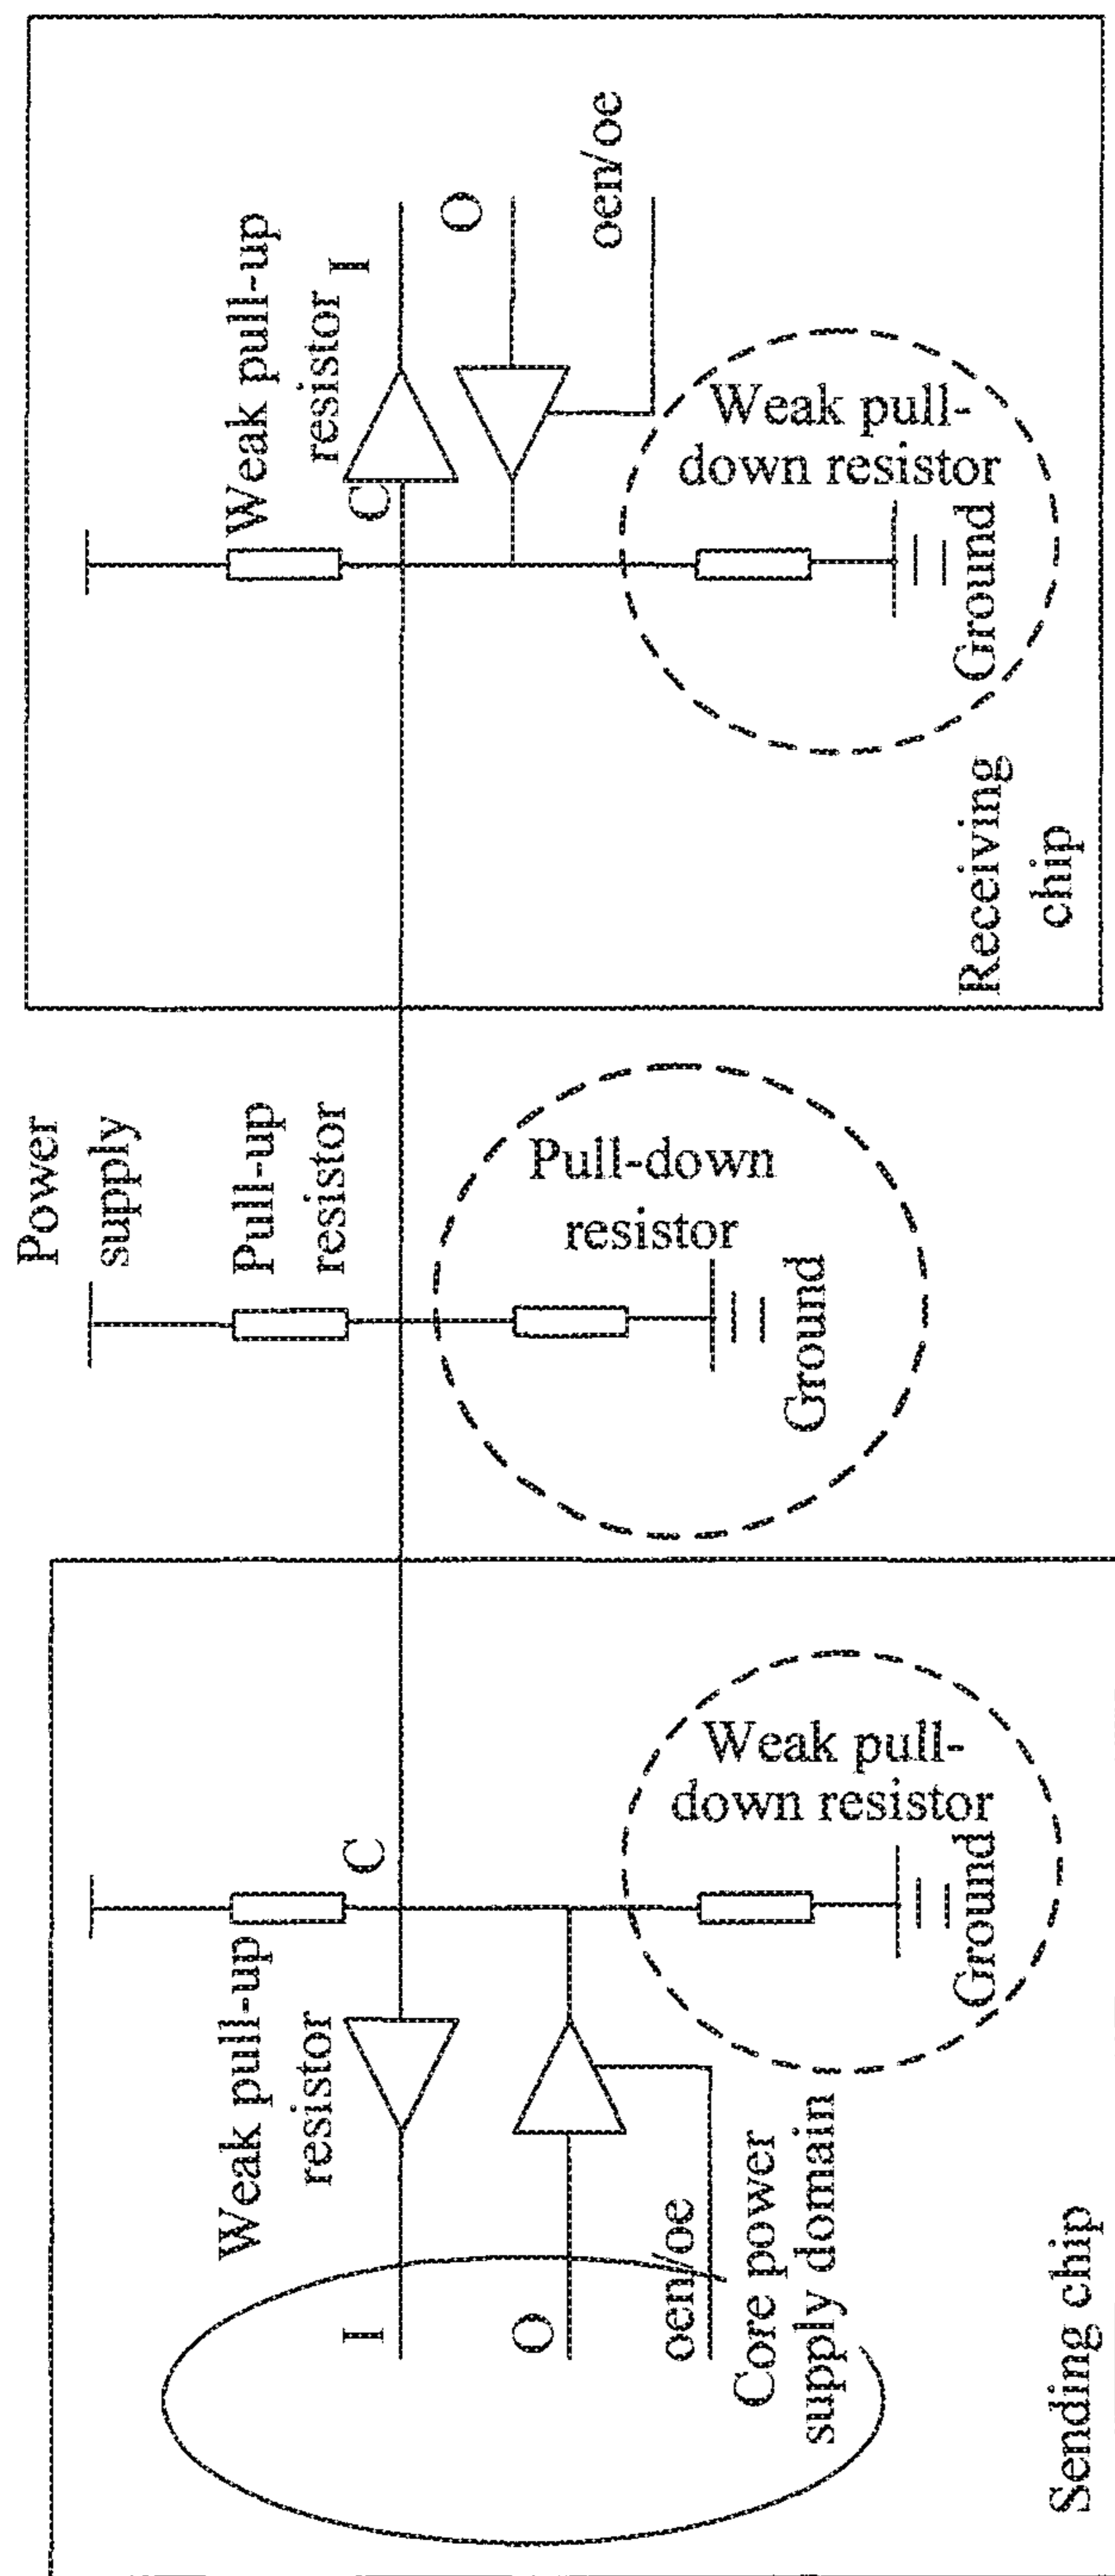 Power
supply
Pull-up
resistor
Pull-down
resistor
Ground
Weak pull-up
resistor
I
C
O
oen/oe
Weak pull-
down resistor
Ground
Receiving
chip
Weak pull-up
resistor
C
I
O
oen/oe
Core power
supply domain
Weak pull-
down resistor
Ground
Sending chip